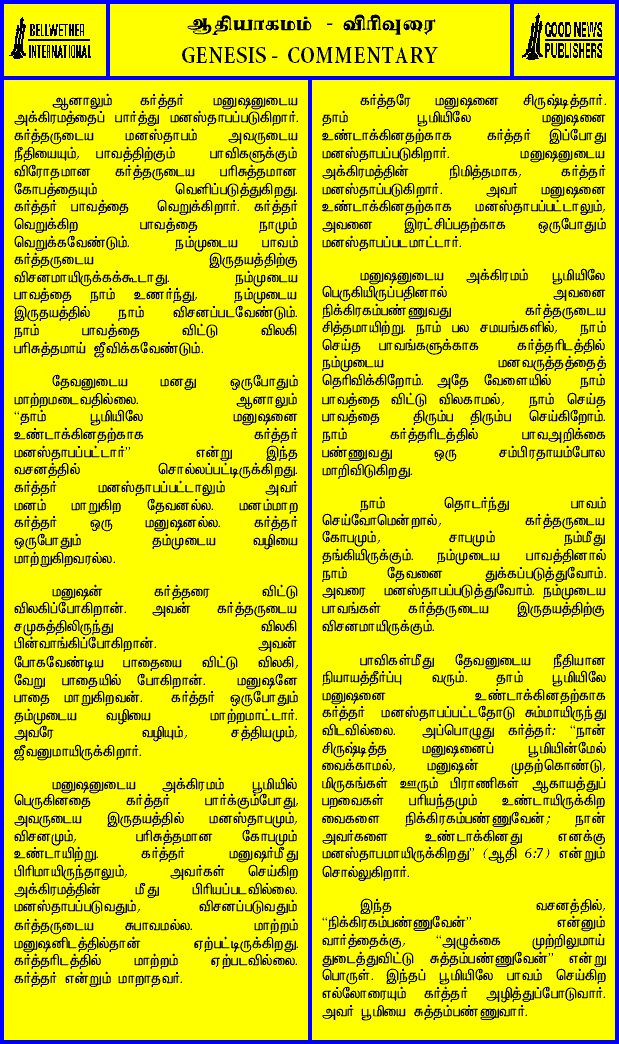 BELLWETHER
INTERNATIONAL
ஆதியாகமம் - விரிவுரை
GENESIS - COMMENTARY
GOOD NEWS
PUBLISHERS
ஆனாலும் கர்த்தர் மனுஷனுடைய
அக்கிரமத்தைப் பார்த்து மனஸ்தாபப்படுகிறார்.
கர்த்தருடைய மனஸ்தாபம் அவருடைய
நீதியையும், பாவத்திற்கும் பாவிகளுக்கும்
விரோதமான கர்த்தருடைய பரிசுத்தமான
கோபத்தையும் வெளிப்படுத்துகிறது.
கர்த்தர் பாவத்தை வெறுக்கிறார். கர்த்தர்
வெறுக்கிற பாவத்தை நாமும்
வெறுக்கவேண்டும். நம்முடைய பாவம்
கர்த்தருடைய இருதயத்திற்கு
விசனமாயிருக்கக்கூடாது. நம்முடைய
பாவத்தை நாம் உணர்ந்து, நம்முடைய
இருதயத்தில் நாம் விசனப்படவேண்டும்.
நாம் பாவத்தை விட்டு விலகி
பரிசுத்தமாய் ஜீவிக்கவேண்டும்.
தேவனுடைய மனது ஒருபோதும்
மாற்றமடைவதில்லை. ஆனாலும்
“தாம் பூமியிலே மனுஷனை
உண்டாக்கினதற்காக கர்த்தர்
மனஸ்தாபப்பட்டார்” என்று இந்த
வசனத்தில் சொல்லப்பட்டிருக்கிறது.
கர்த்தர் மனஸ்தாபப்பட்டாலும் அவர்
மனம் மாறுகிற தேவனல்ல. மனம்மாற
கர்த்தர் ஒரு மனுஷனல்ல. கர்த்தர்
ஒருபோதும் தம்முடைய வழியை
மாற்றுகிறவரல்ல.
மனுஷன் கர்த்தரை விட்டு
விலகிப்போகிறான். அவன் கர்த்தருடைய
சமுகத்திலிருந்து விலகி
பின்வாங்கிப்போகிறான். அவன்
போகவேண்டிய பாதையை விட்டு விலகி,
வேறு பாதையில் போகிறான். மனுஷனே
பாதை மாறுகிறவன். கர்த்தர் ஒருபோதும்
தம்முடைய வழியை மாற்றமாட்டார்.
அவரே வழியும், சத்தியமும்,
ஜீவனுமாயிருக்கிறார்.
மனுஷனுடைய அக்கிரமம் பூமியில்
பெருகினதை கர்த்தர் பார்க்கும்போது,
அவருடைய இருதயத்தில் மனஸ்தாபமும்,
விசனமும், பரிசுத்தமான கோபமும்
உண்டாயிற்று. கர்த்தர் மனுஷர்மீது
பிரிமாயிருந்தாலும், அவர்கள் செய்கிற
அக்கிரமத்தின் மீது பிரியப்படவில்லை.
மனஸ்தாபப்படுவதும், விசனப்படுவதும்
கர்த்தருடைய சுபாவமல்ல. மாற்றம்
மனுஷனிடத்தில்தான் ஏற்பட்டிருக்கிறது.
கர்த்தரிடத்தில் மாற்றம் ஏற்படவில்லை.
கர்த்தர் என்றும் மாறாதவர்.
கர்த்தரே மனுஷனை சிருஷ்டித்தார்.
தாம் பூமியிலே மனுஷனை
உண்டாக்கினதற்காக கர்த்தர் இப்போது
மனஸ்தாபப்படுகிறார். மனுஷனுடைய
அக்கிரமத்தின் நிமித்தமாக, கர்த்தர்
மனஸ்தாப்படுகிறார். அவர் மனுஷனை
உண்டாக்கினதற்காக மனஸ்தாபப்பட்டாலும்,
அவனை இரட்சிப்பதற்காக ஒருபோதும்
மனஸ்தாபப்படமாட்டார்.
மனுஷனுடைய அக்கிரமம் பூமியிலே
பெருகியிருப்பதினால் அவனை
நிக்கிரகம்பண்ணுவது கர்த்தருடைய
சித்தமாயிற்று. நாம் பல சமயங்களில், நாம்
செய்த பாவங்களுக்காக கர்த்தரிடத்தில்
நம்முடைய மனவருத்தத்தைத்
தெரிவிக்கிறோம். அதே வேளையில் நாம்
பாவத்தை விட்டு விலகாமல், நாம் செய்த
பாவத்தை திரும்ப திரும்ப செய்கிறோம்.
நாம் கர்த்தரிடத்தில் பாவஅறிக்கை
பண்ணுவது ஒரு சம்பிரதாயம்போல
மாறிவிடுகிறது.
நாம் தொடர்ந்து பாவம்
செய்வோமென்றால், கர்த்தருடைய
கோபமும், சாபமும் நம்மீது
தங்கியிருக்கும். நம்முடைய பாவத்தினால்
நாம் தேவனை துக்கப்படுத்துவோம்.
அவரை மனஸ்தாபப்படுத்துவோம். நம்முடைய
பாவங்கள் கர்த்தருடைய இருதயத்திற்கு
விசனமாயிருக்கும்.
பாவிகள்மீது தேவனுடைய நீதியான
நியாயத்தீர்ப்பு வரும். தாம் பூமியிலே
மனுஷனை உண்டாக்கினதற்காக
கர்த்தர் மனஸ்தாபப்பட்டதோடு சும்மாயிருந்து
விடவில்லை. அப்பொழுது கர்த்தர்: “நான்
சிருஷ்டித்த மனுஷனைப் பூமியின்மேல்
வைக்காமல், மனுஷன் முதற்கொண்டு,
மிருகங்கள் ஊரும் பிராணிகள் ஆகாயத்துப்
பறவைகள் பரியந்தமும் உண்டாயிருக்கிற
வைகளை நிக்கிரகம்பண்ணுவேன்; நான்
அவர்களை உண்டாக்கினது எனக்கு
மனஸ்தாபமாயிருக்கிறது” (ஆதி 6:7) என்றும்
சொல்லுகிறார்.
இந்த வசனத்தில்,
“நிக்கிரகம்பண்ணுவேன்” என்னும்
வார்த்தைக்கு, “அழுக்கை முற்றிலுமாய்
துடைத்துவிட்டு சுத்தம்பண்ணுவேன்” என்று
பொருள். இந்தப் பூமியிலே பாவம் செய்கிற
எல்லோரையும் கர்த்தர் அழித்துப்போடுவார்.
அவர் பூமியை சுத்தம்பண்ணுவார்.